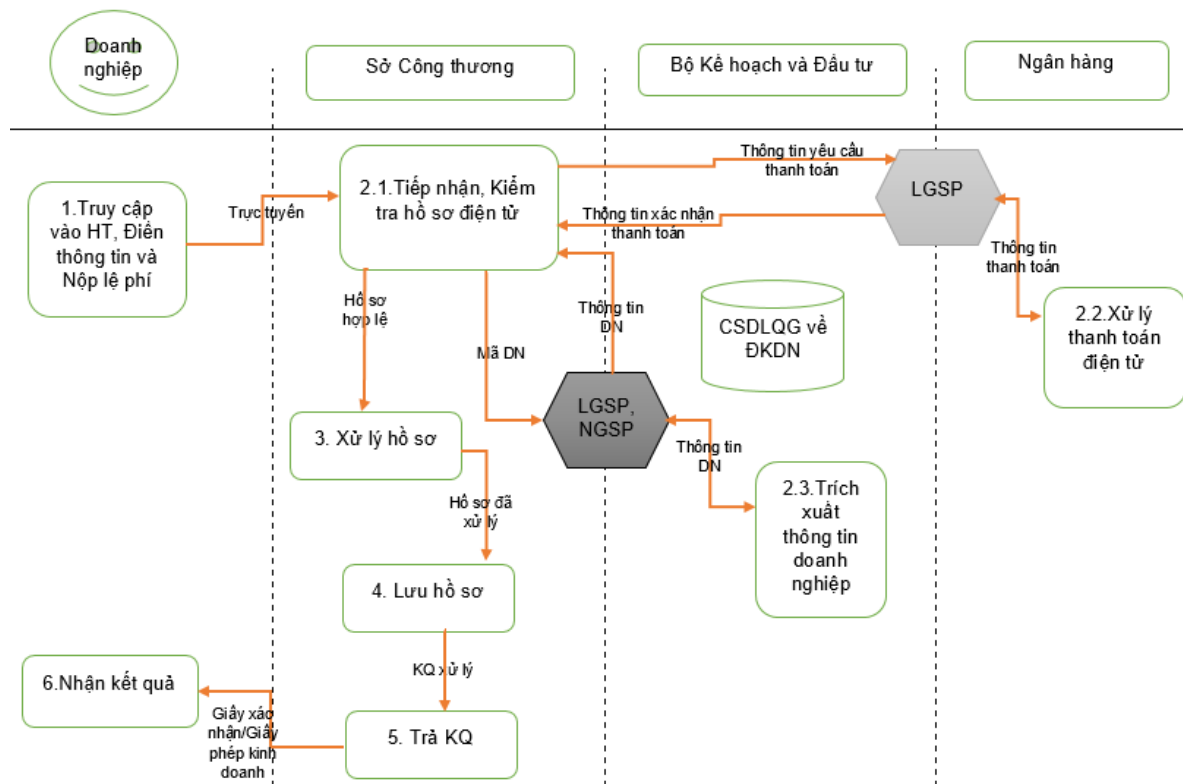 Doanh
nghiệp
Sở Công thương
Bộ Kế hoạch và Đầu tư
Ngân hàng
1.Truy cập
vào HT, Điền
thông tin và
Nộp lệ phí
Trực tuyến
2.1.Tiếp nhận, Kiểm
tra hồ sơ điện tử
Thông tin yêu cầu
thanh toán
Thông tin xác nhận
thanh toán
LGSP
Thông tin
thanh toán
2.2.Xử lý
thanh toán
điện tử
Hồ sơ
hợp lệ
Mã DN
Thông tin
DN
CSDLQG về
ĐKDN
LGSP,
NGSP
Thông tin
DN
2.3.Trích
xuất
thông tin
doanh
nghiệp
3. Xử lý hồ sơ
Hồ sơ đã
xử lý
4. Lưu hồ sơ
KQ xử lý
5. Trả KQ
Giấy xác
nhận/Giấy
phép kinh
doanh
6.Nhận kết quả